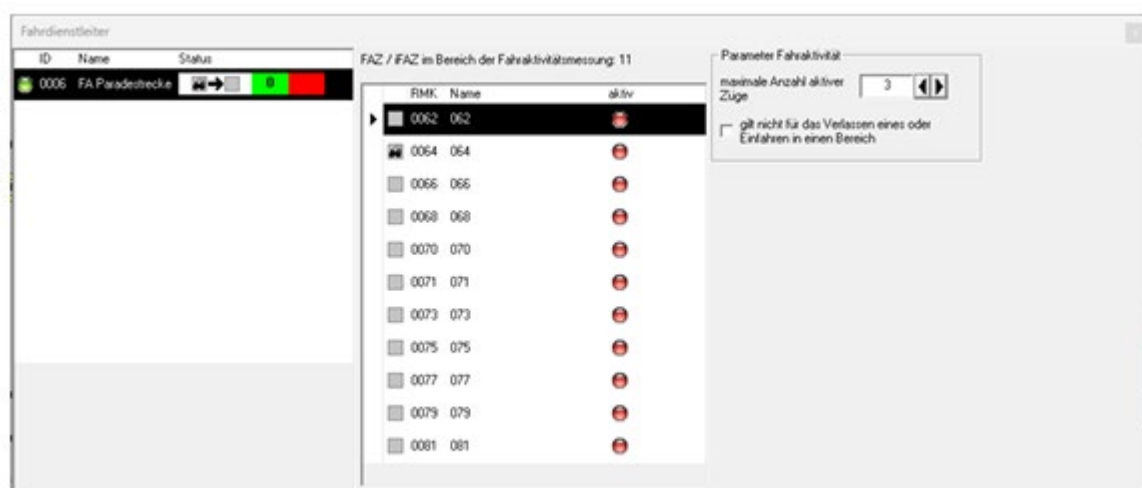 Fahrdienstleiter
ID Name Status
0006 FA Paradestrecke 0
FAZ / iFAZ im Bereich der Fahraktivitätsmessung: 11
RMK Name aktiv
0062 062
0064 064
0066 066
0068 068
0070 070
0071 071
0073 073
0075 075
0077 077
0079 079
0081 081
Parameter Fahraktivität
maximale Anzahl aktiver
Züge 3
gilt nicht für das Verlassen eines oder
Einfahren in einen Bereich